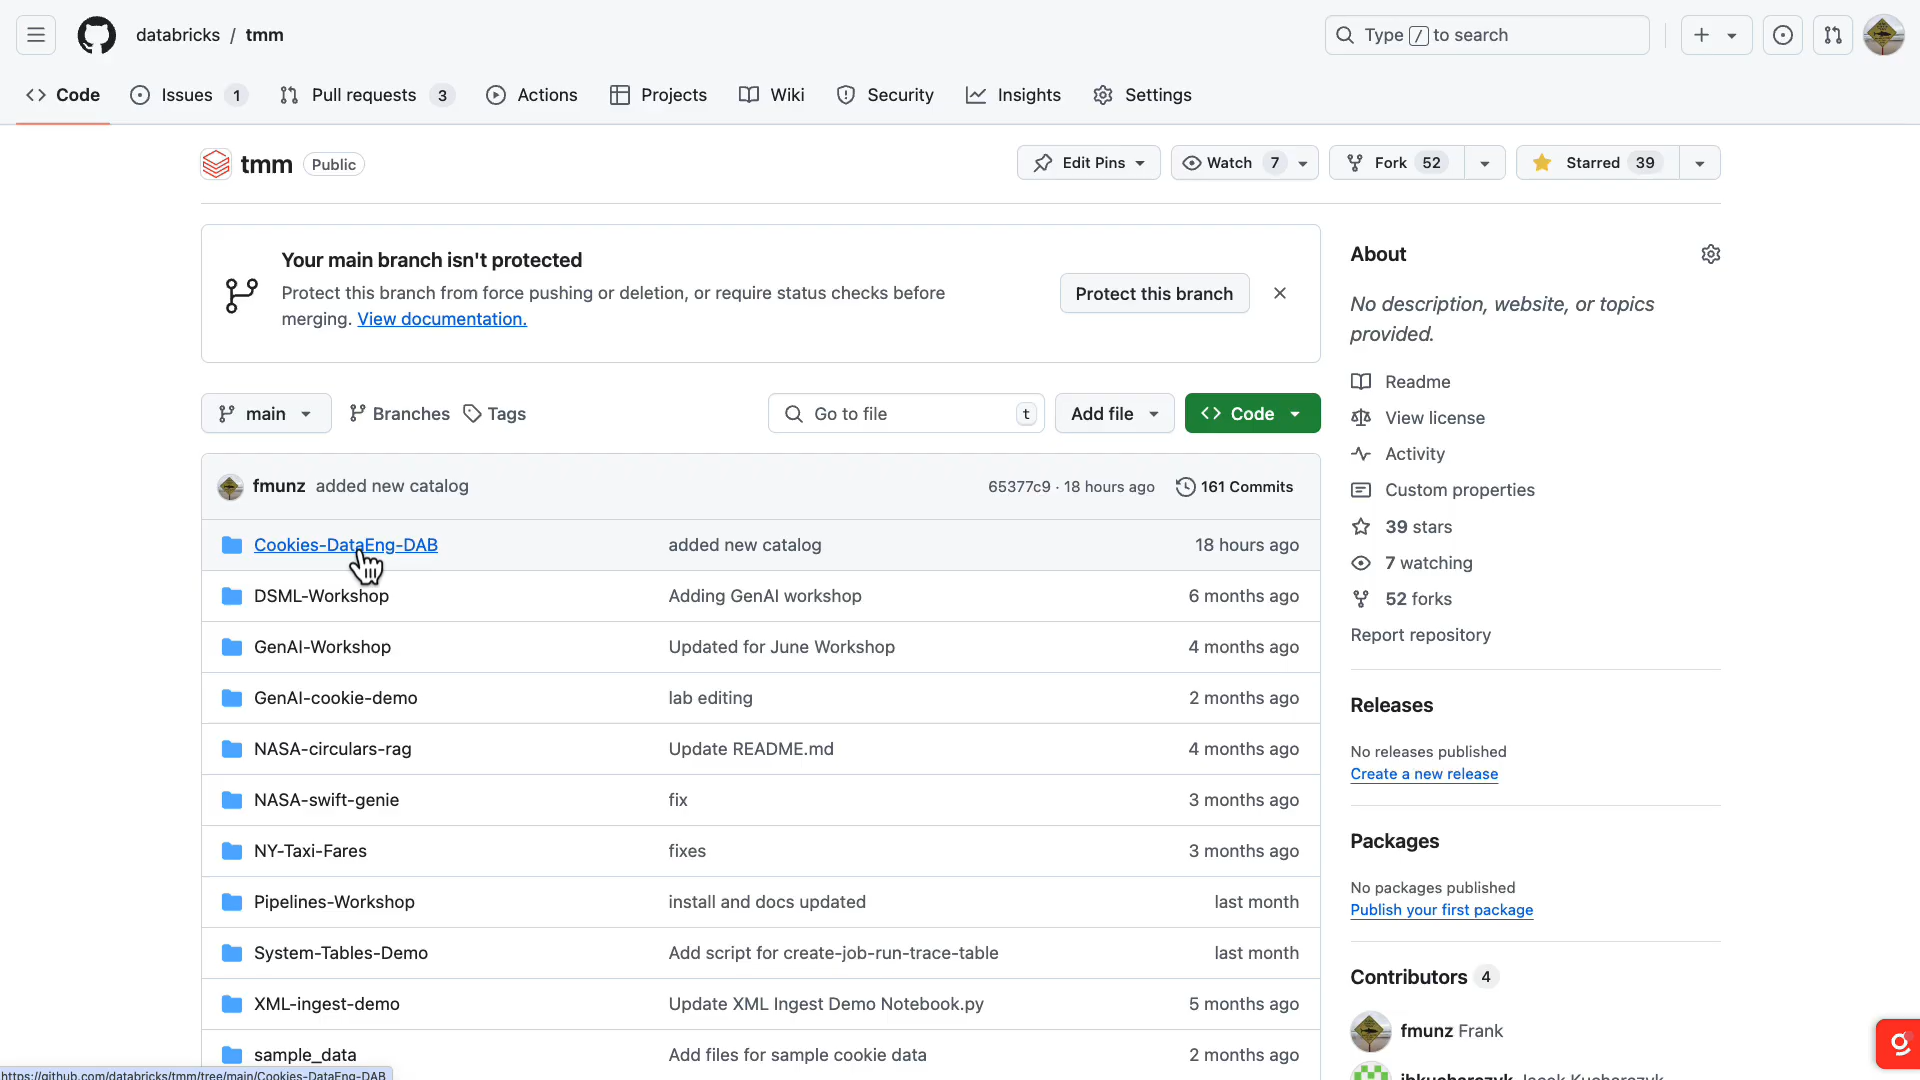 databricks / tmm
Type / to search
Code
Issues 1
Pull requests 3
Actions
Projects
Wiki
Security
Insights
Settings
tmm Public
Edit Pins
Watch 7
Fork 52
Starred 39
Your main branch isn't protected
Protect this branch from force pushing or deletion, or require status checks before
merging. View documentation.
Protect this branch
main
Branches
Tags
Go to file t
Add file
Code
fmunz added new catalog 65377c9 · 18 hours ago 161 Commits
Cookies-DataEng-DAB added new catalog 18 hours ago
DSML-Workshop Adding GenAI workshop 6 months ago
GenAI-Workshop Updated for June Workshop 4 months ago
GenAI-cookie-demo lab editing 2 months ago
NASA-circulars-rag Update README.md 4 months ago
NASA-swift-genie fix 3 months ago
NY-Taxi-Fares fixes 3 months ago
Pipelines-Workshop install and docs updated last month
System-Tables-Demo Add script for create-job-run-trace-table last month
XML-ingest-demo Update XML Ingest Demo Notebook.py 5 months ago
sample_data Add files for sample cookie data 2 months ago
https://github.com/databricks/tmm/tree/main/Cookies-DataEng-DAB
About
No description, website, or topics
provided.
Readme
View license
Activity
Custom properties
39 stars
7 watching
52 forks
Report repository
Releases
No releases published
Create a new release
Packages
No packages published
Publish your first package
Contributors 4
fmunz Frank
jbkucharczyk Jacek Kucharczyk
g